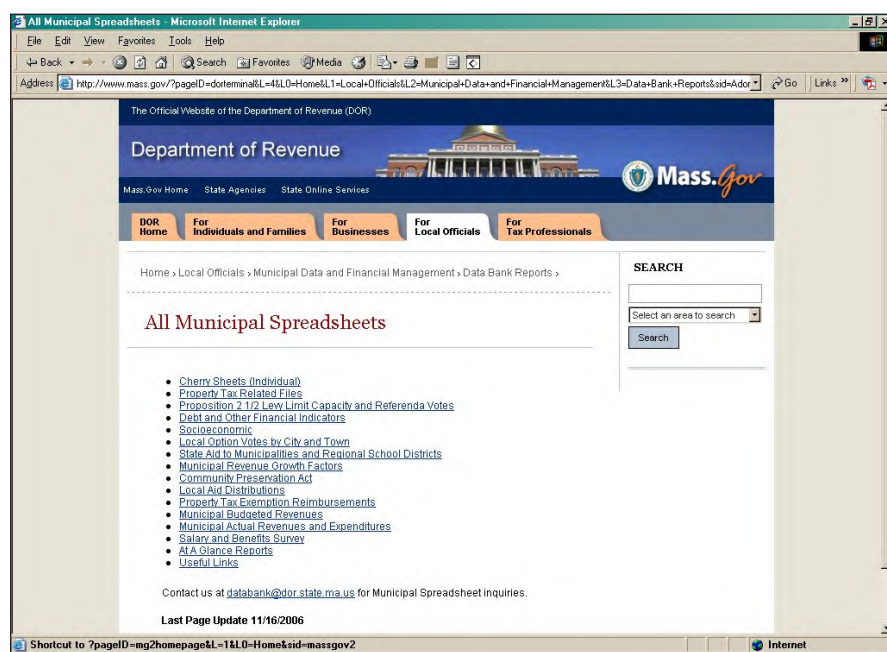 All Municipal Spreadsheets - Microsoft Internet Explorer
File Edit View Favorites Tools Help
Back Search Favorites Media
Address http://www.mass.gov/?pageID=dorterminal&L=4&L0=Home&L1=Local+Officials&L2=Municipal+Data+and+Financial+Management&L3=Data+Bank+Reports&sid=Ador Go Links »
The Official Website of the Department of Revenue (DOR)
Department of Revenue
Mass.Gov
Mass.Gov Home State Agencies State Online Services
DOR Home
For Individuals and Families
For Businesses
For Local Officials
For Tax Professionals
Home › Local Officials › Municipal Data and Financial Management › Data Bank Reports ›
SEARCH
Select an area to search
Search
All Municipal Spreadsheets
Cherry Sheets (Individual)
Property Tax Related Files
Proposition 2 1/2 Levy Limit Capacity and Referenda Votes
Debt and Other Financial Indicators
Socioeconomic
Local Option Votes by City and Town
State Aid to Municipalities and Regional School Districts
Municipal Revenue Growth Factors
Community Preservation Act
Local Aid Distributions
Property Tax Exemption Reimbursements
Municipal Budgeted Revenues
Municipal Actual Revenues and Expenditures
Salary and Benefits Survey
At A Glance Reports
Useful Links
Contact us at databank@dor.state.ma.us for Municipal Spreadsheet inquiries.
Last Page Update 11/16/2006
Shortcut to ?pageID=mg2homepage&L=1&L0=Home&sid=massgov2 Internet